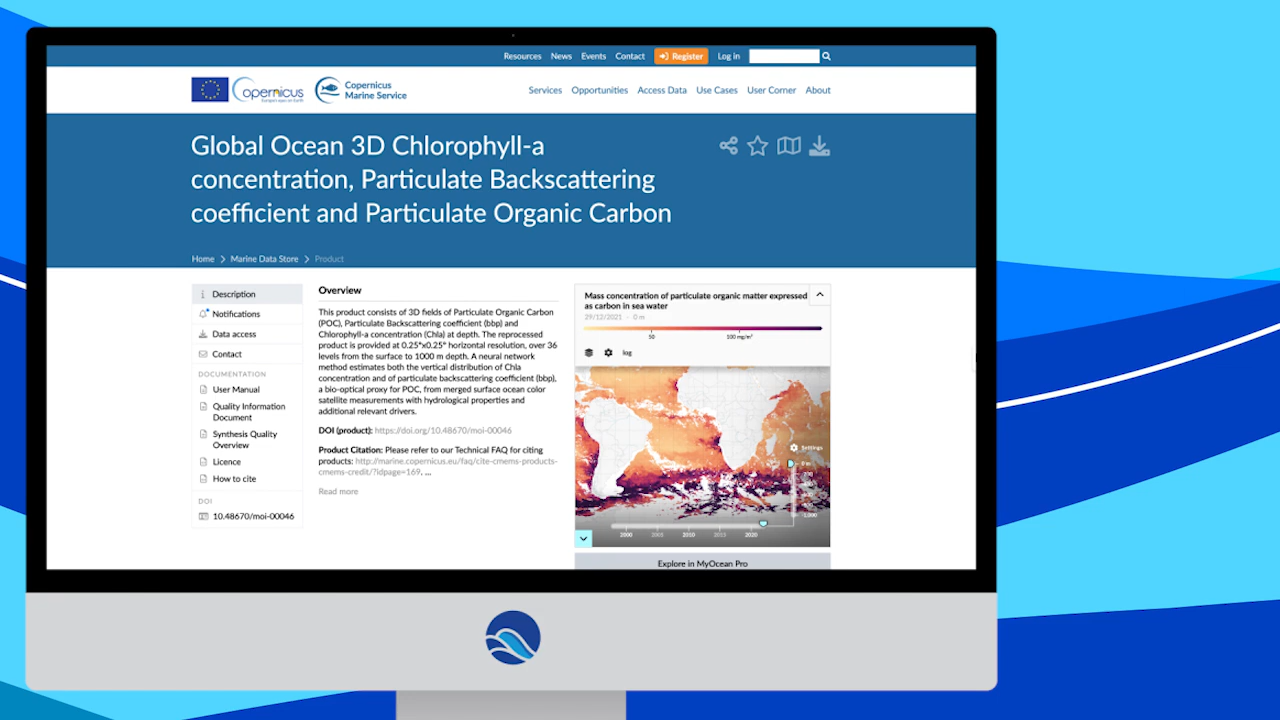 Resources News Events Contact Register Log in
Copernicus
Europe's eyes on Earth
Copernicus
Marine Service
Services Opportunities Access Data Use Cases User Corner About
Global Ocean 3D Chlorophyll-a
concentration, Particulate Backscattering
coefficient and Particulate Organic Carbon
Home > Marine Data Store > Product
Description
Notifications
Data access
Contact
DOCUMENTATION
User Manual
Quality Information
Document
Synthesis Quality
Overview
Licence
How to cite
DOI
10.48670/moi-00046
Overview
This product consists of 3D fields of Particulate Organic Carbon
(POC), Particulate Backscattering coefficient (bbp) and
Chlorophyll-a concentration (Chla) at depth. The reprocessed
product is provided at 0.25°x0.25° horizontal resolution, over 36
levels from the surface to 1000 m depth. A neural network
method estimates both the vertical distribution of Chla
concentration and of particulate backscattering coefficient (bbp),
a bio-optical proxy for POC, from merged surface ocean color
satellite measurements with hydrological properties and
additional relevant drivers.
DOI (product): https://doi.org/10.48670/moi-00046
Product Citation: Please refer to our Technical FAQ for citing
products: http://marine.copernicus.eu/faq/cite-cmems-products-
cmems-credit/?idpage=169. ...
Read more
Mass concentration of particulate organic matter expressed
as carbon in sea water
29/12/2021 - 0 m
50 100 mg/m³
log
Settings
0 m
-1,000
2000 2005 2010 2015 2020
Explore in MyOcean Pro